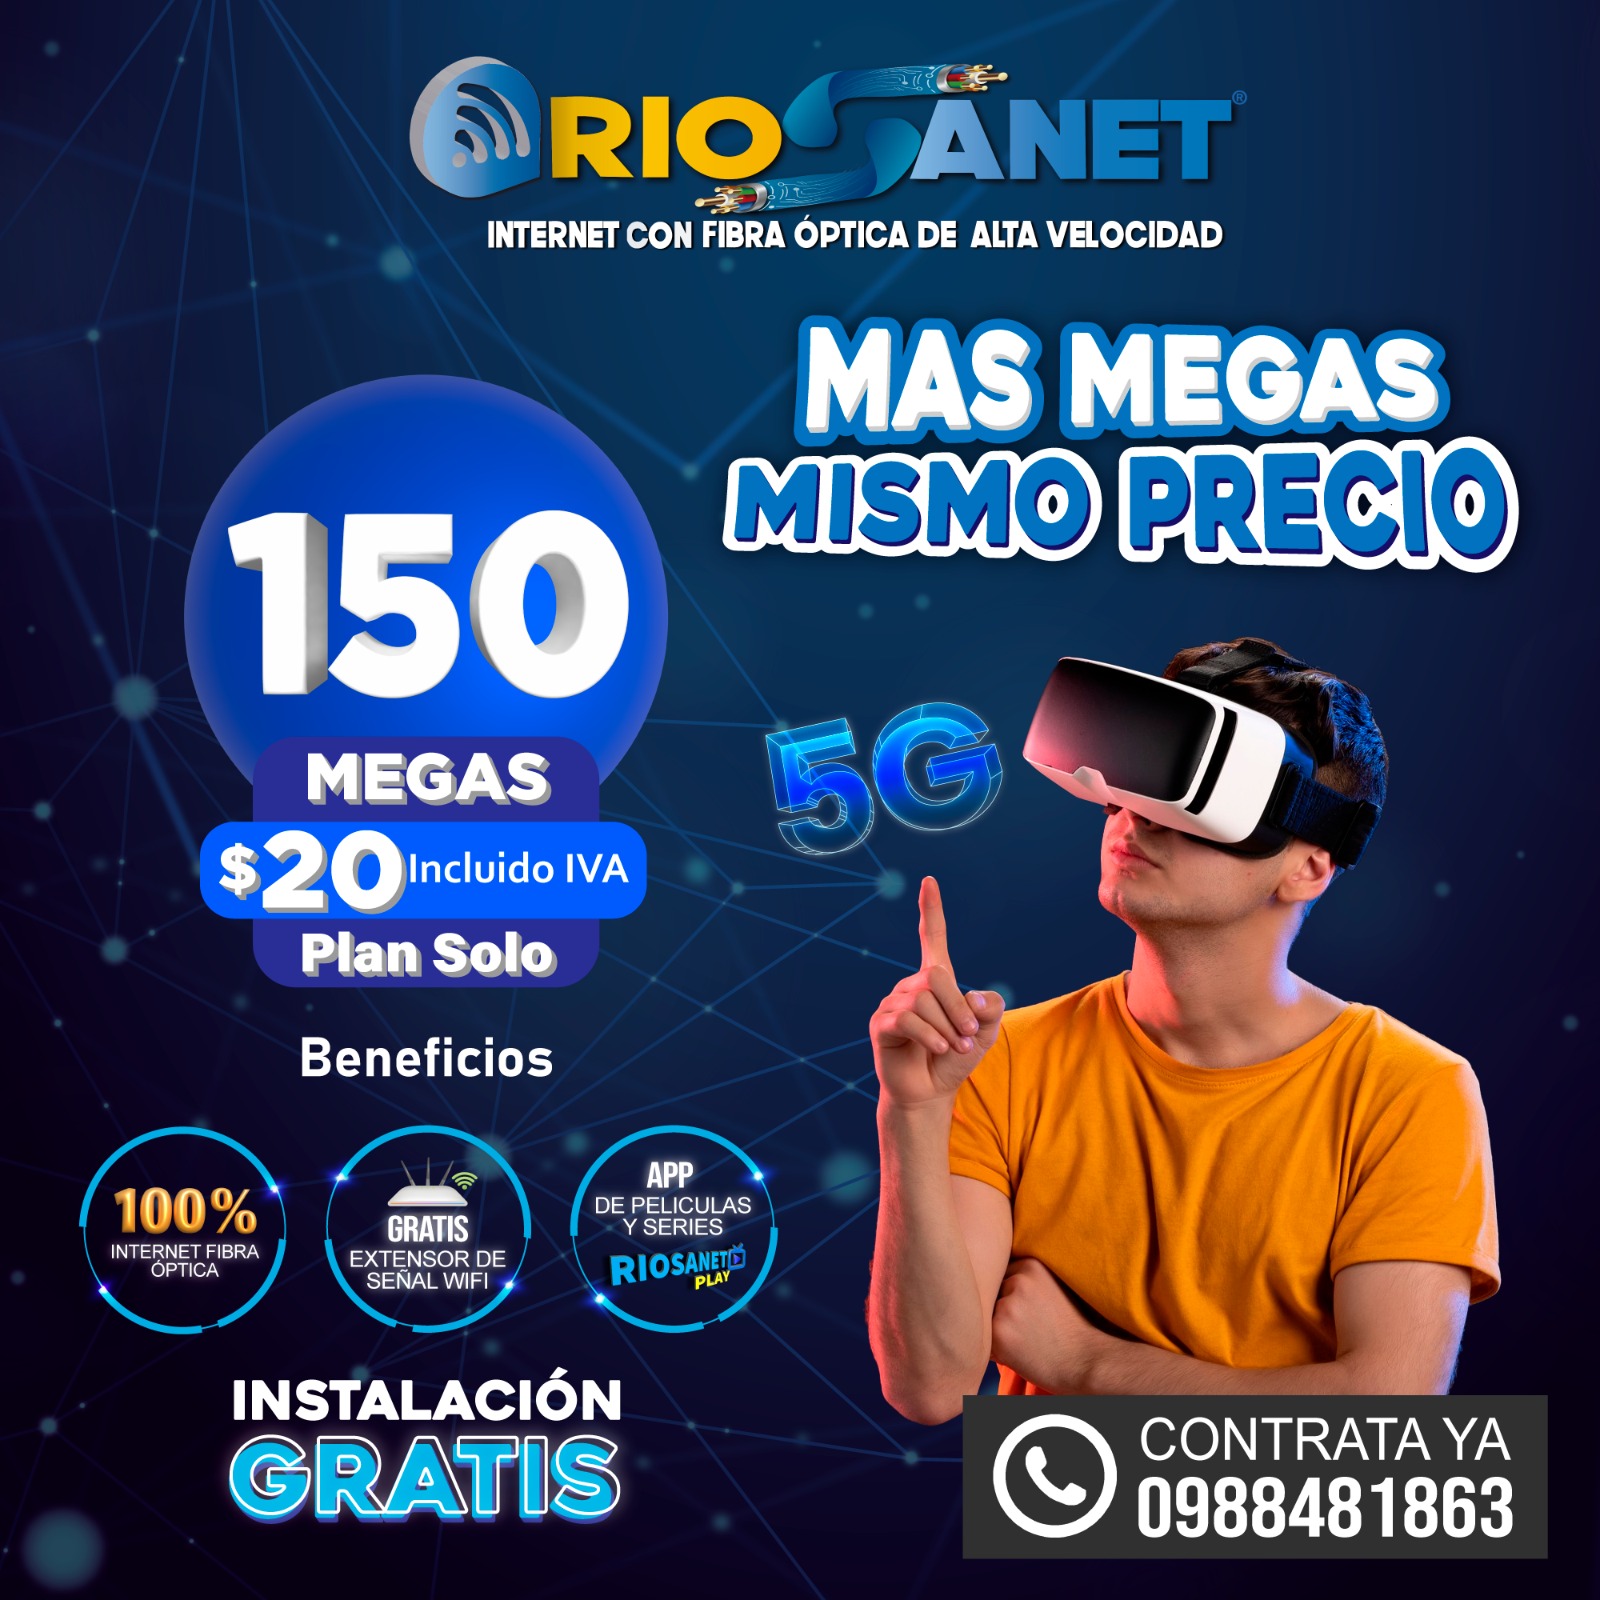 RIOSANET®
INTERNET CON FIBRA ÓPTICA DE ALTA VELOCIDAD
MAS MEGAS
MISMO PRECIO
150
MEGAS
$20 Incluido IVA
Plan Solo
5G
Beneficios
100%
INTERNET FIBRA
ÓPTICA
GRATIS
EXTENSOR DE
SEÑAL WIFI
APP
DE PELICULAS
Y SERIES
RIOSANET
PLAY
INSTALACIÓN
GRATIS
CONTRATA YA
0988481863